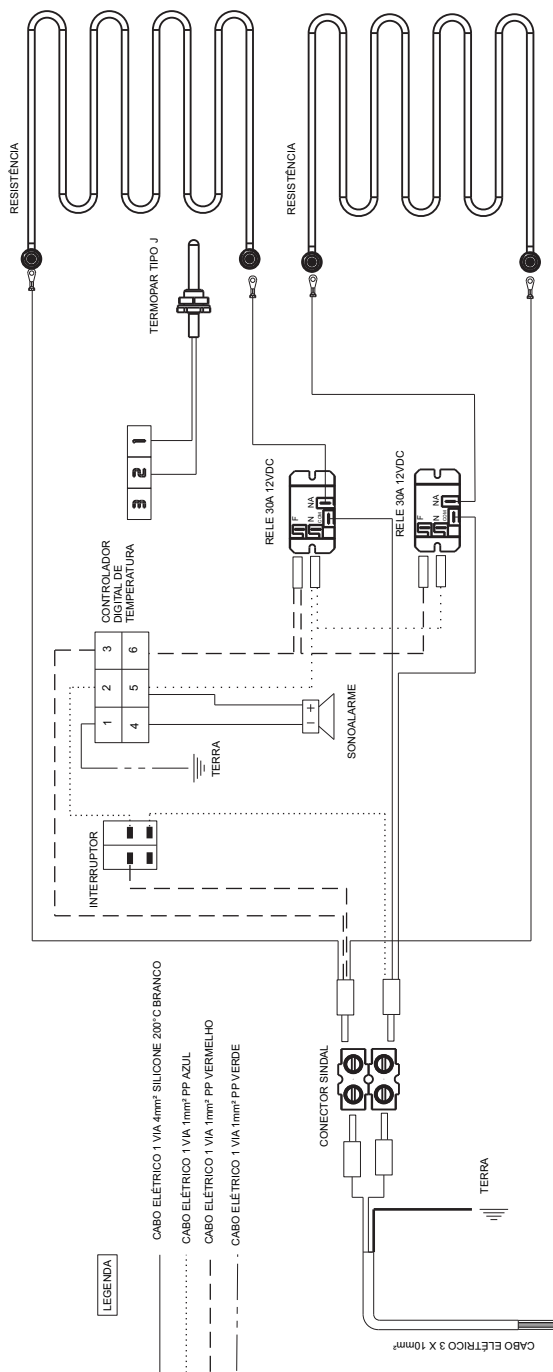 RESISTÊNCIA
RESISTÊNCIA
TERMOPAR TIPO J
3 2 1
CONTROLADOR
DIGITAL DE
TEMPERATURA
1 2 3
4 5 6
RELE 30A 12VDC
F
N
NA
COM
RELE 30A 12VDC
F
N
NA
COM
SONOALARME
TERRA
INTERRUPTOR
CONECTOR SINDAL
LEGENDA
CABO ELÉTRICO 1 VIA 4mm² SILICONE 200°C BRANCO
CABO ELÉTRICO 1 VIA 1mm² PP AZUL
CABO ELÉTRICO 1 VIA 1mm² PP VERMELHO
CABO ELÉTRICO 1 VIA 1mm² PP VERDE
TERRA
CABO ELÉTRICO 3 X 10mm²